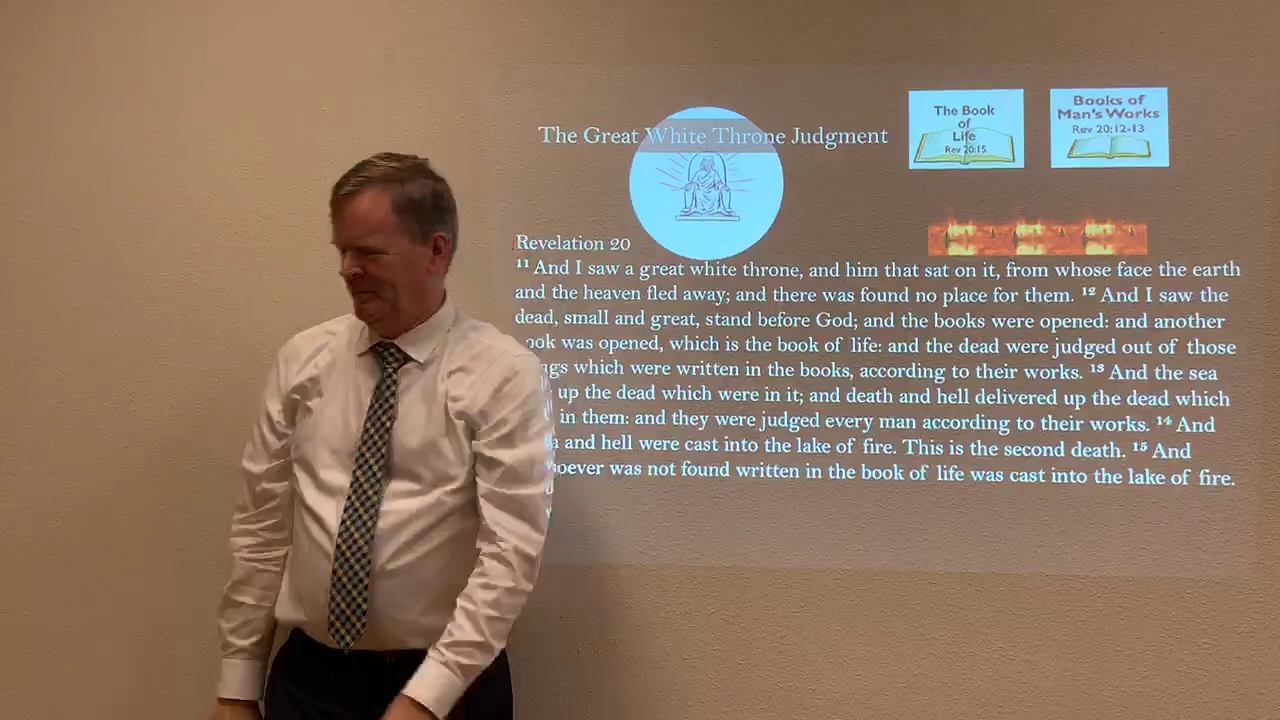 The Great White Throne Judgment
The Book
of
Life
Rev 20:15
Books of
Man's Works
Rev 20:12-13
Revelation 20
11 And I saw a great white throne, and him that sat on it, from whose face the earth
and the heaven fled away; and there was found no place for them. 12 And I saw the
dead, small and great, stand before God; and the books were opened: and another
ook was opened, which is the book of life: and the dead were judged out of those
ngs which were written in the books, according to their works. 13 And the sea
up the dead which were in it; and death and hell delivered up the dead which
in them: and they were judged every man according to their works. 14 And
and hell were cast into the lake of fire. This is the second death. 15 And
oever was not found written in the book of life was cast into the lake of fire.